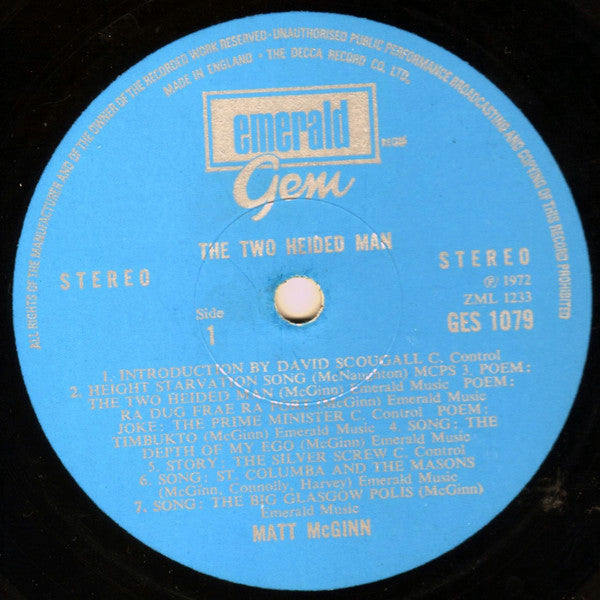 ALL RIGHTS OF THE MANUFACTURER AND OF THE OWNER OF THE RECORDED WORK RESERVED-UNAUTHORISED PUBLIC PERFORMANCE BROADCASTING AND COPYING OF THIS RECORD PROHIBITED
MADE IN ENGLAND • THE DECCA RECORD CO. LTD.
emerald
REGD
Gem
THE TWO HEIDED MAN
STEREO
STEREO
℗ 1972
ZML 1233
GES 1079
Side
1
1. INTRODUCTION BY DAVID SCOUGALL C. Control
2. HEIGHT STARVATION SONG (McNaughton) MCPS 3. POEM:
THE TWO HEIDED MAN (McGinn) Emerald Music POEM:
RA DUG FRAE RA TOBY (McGinn) Emerald Music
JOKE: THE PRIME MINISTER C. Control POEM:
TIMBUKTO (McGinn) Emerald Music 4. SONG: THE
DEPTH OF MY EGO (McGinn) Emerald Music
5. STORY: THE SILVER SCREW C. Control
6. SONG: ST. COLUMBA AND THE MASONS
(McGinn, Connolly, Harvey) Emerald Music
7. SONG: THE BIG GLASGOW POLIS (McGinn)
Emerald Music
MATT McGINN